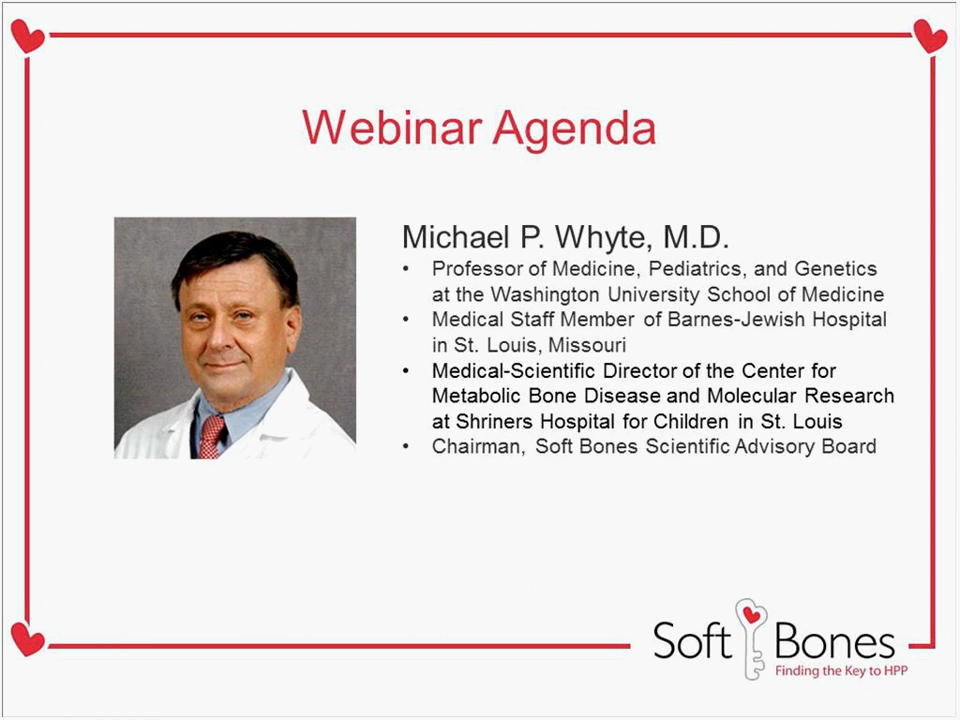 Webinar Agenda
Michael P. Whyte, M.D.
• Professor of Medicine, Pediatrics, and Genetics
at the Washington University School of Medicine
• Medical Staff Member of Barnes-Jewish Hospital
in St. Louis, Missouri
• Medical-Scientific Director of the Center for
Metabolic Bone Disease and Molecular Research
at Shriners Hospital for Children in St. Louis
• Chairman, Soft Bones Scientific Advisory Board
Soft Bones
Finding the Key to HPP